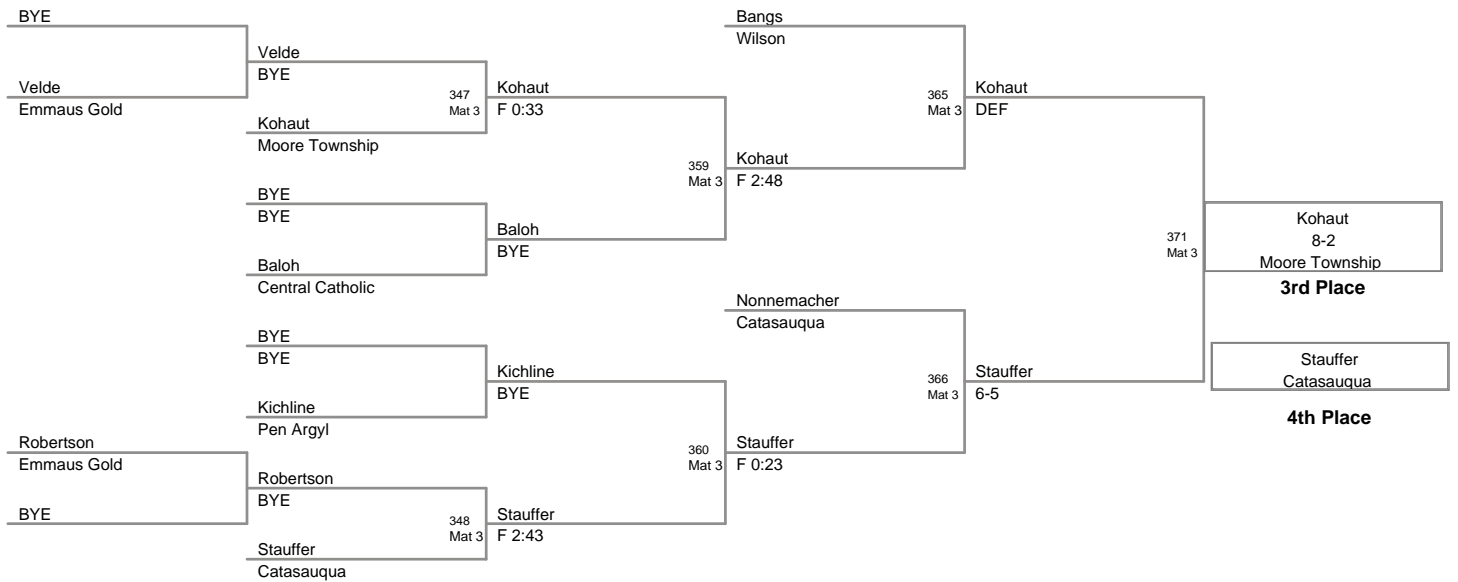 BYE
Velde
Emmaus Gold
Robertson
Emmaus Gold
BYE
Velde
BYE
Kohaut
Moore Township
BYE
BYE
Baloh
Central Catholic
BYE
BYE
Kichline
Pen Argyl
Robertson
BYE
Stauffer
Catasauqua
347
Mat 3
Kohaut
F 0:33
Baloh
BYE
Kichline
BYE
348
Mat 3
Stauffer
F 2:43
Bangs
Wilson
359
Mat 3
Kohaut
F 2:48
Nonnemacher
Catasauqua
360
Mat 3
Stauffer
F 0:23
365
Mat 3
Kohaut
DEF
366
Mat 3
Stauffer
6-5
371
Mat 3
Kohaut
8-2
Moore Township
3rd Place
Stauffer
Catasauqua
4th Place